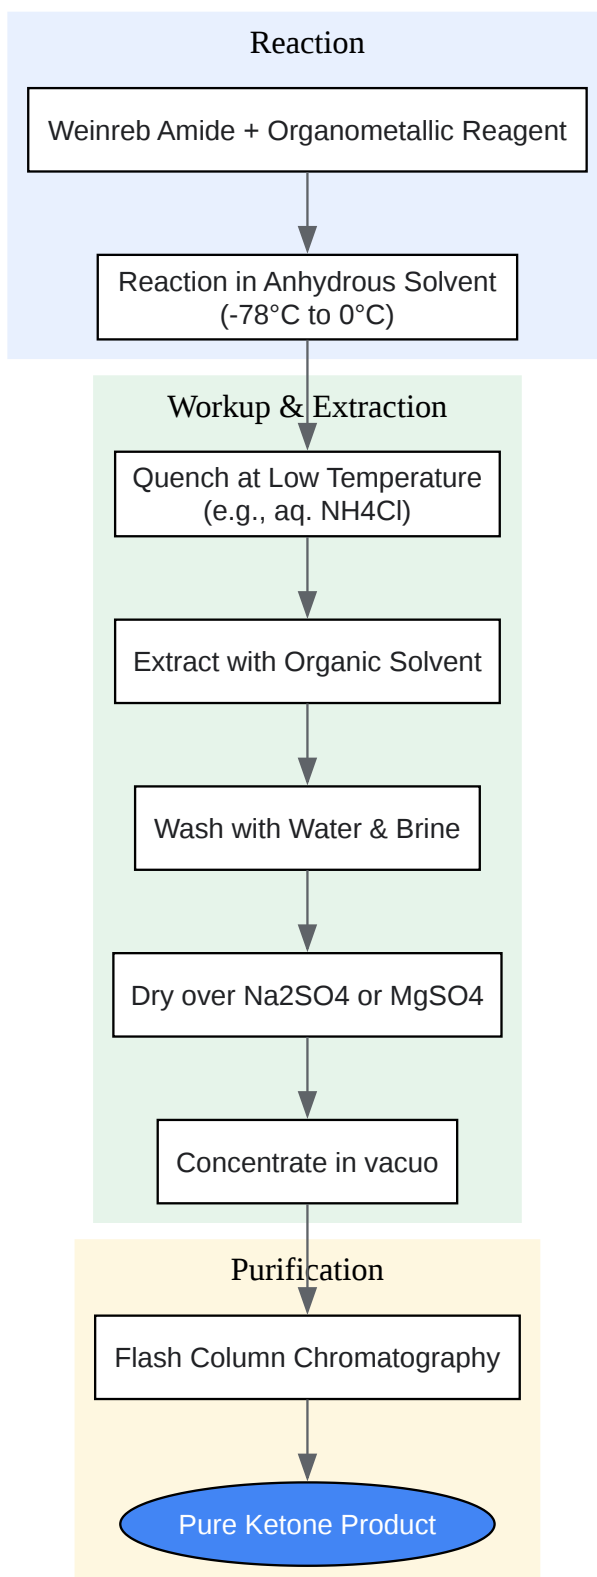 Reaction
Weinreb Amide + Organometallic Reagent
Reaction in Anhydrous Solvent
(-78°C to 0°C)
Workup & Extraction
Quench at Low Temperature
(e.g., aq. NH4Cl)
Extract with Organic Solvent
Wash with Water & Brine
Dry over Na2SO4 or MgSO4
Concentrate in vacuo
Purification
Flash Column Chromatography
Pure Ketone Product